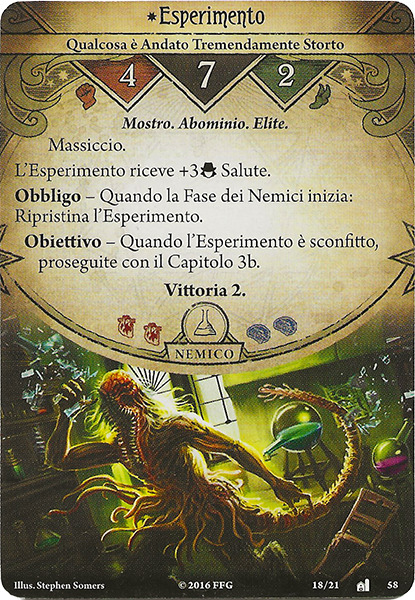 *Esperimento
Qualcosa è Andato Tremendamente Storto
4 7 2
Mostro. Abominio. Elite.
Massiccio.
L'Esperimento riceve +3 Salute.
Obbligo – Quando la Fase dei Nemici inizia:
Ripristina l'Esperimento.
Obiettivo – Quando l'Esperimento è sconfitto,
proseguite con il Capitolo 3b.
Vittoria 2.
NEMICO
Illus. Stephen Somers © 2016 FFG 18/21 58